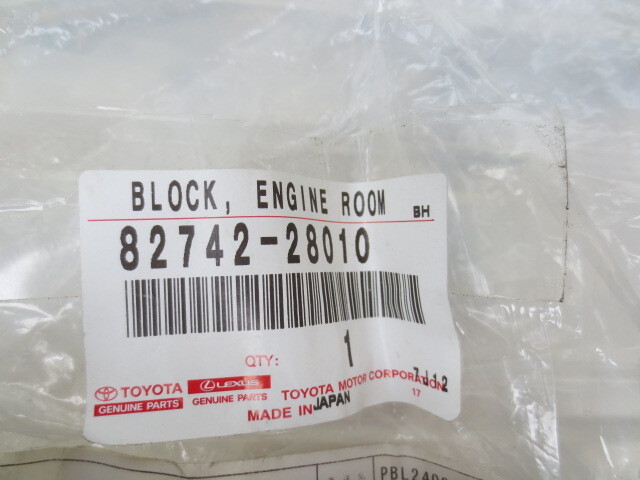 BLOCK, ENGINE ROOM BH
82742-28010
QTY: 1
7J12
TOYOTA LEXUS TOYOTA MOTOR CORPORATION
GENUINE PARTS GENUINE PARTS MADE IN JAPAN 17